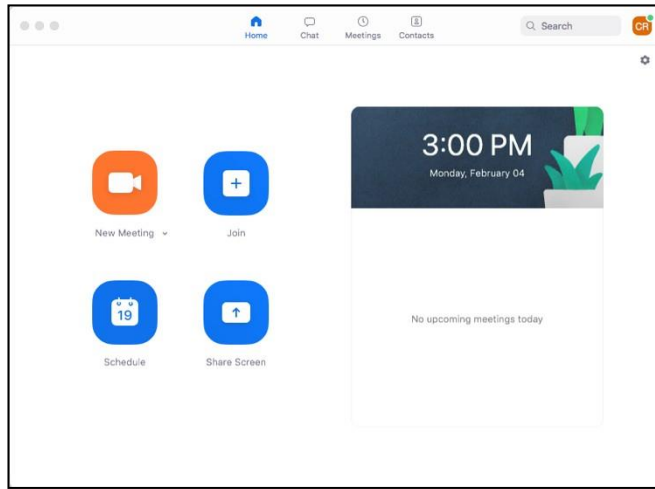 Home
Chat
Meetings
Contacts
Search
CR
3:00 PM
Monday, February 04
New Meeting
Join
19
Schedule
Share Screen
No upcoming meetings today